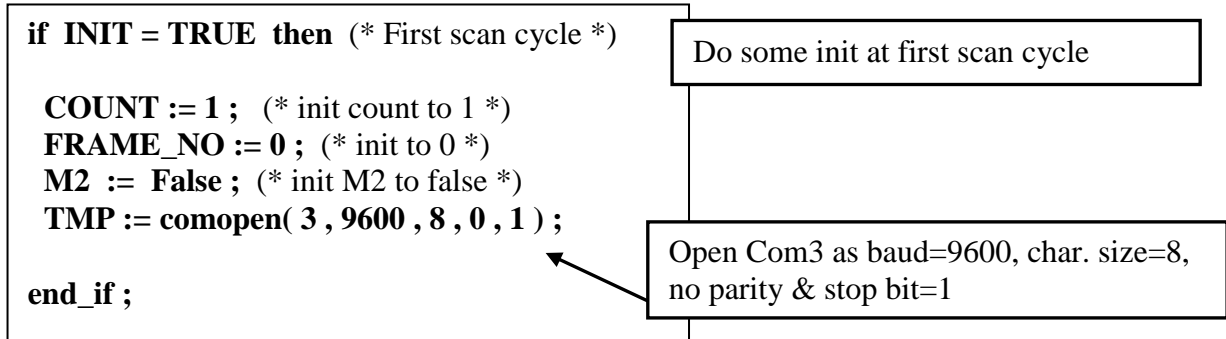 if INIT = TRUE then (* First scan cycle *)
Do some init at first scan cycle
COUNT := 1 ; (* init count to 1 *)
FRAME_NO := 0 ; (* init to 0 *)
M2 := False ; (* init M2 to false *)
TMP := comopen( 3 , 9600 , 8 , 0 , 1 ) ;
Open Com3 as baud=9600, char. size=8,
no parity & stop bit=1
end_if ;